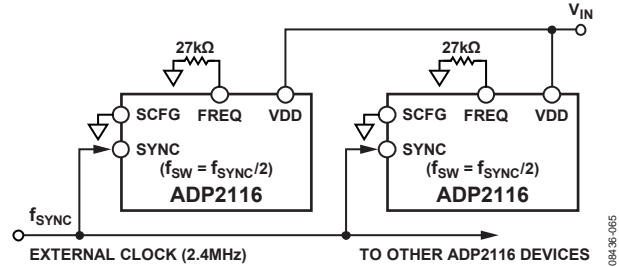 VIN
27kΩ
27kΩ
SCFG FREQ VDD
SYNC
(fSW = fSYNC/2)
ADP2116
SCFG FREQ VDD
SYNC
(fSW = fSYNC/2)
ADP2116
fSYNC
EXTERNAL CLOCK (2.4MHz)
TO OTHER ADP2116 DEVICES
08436-065